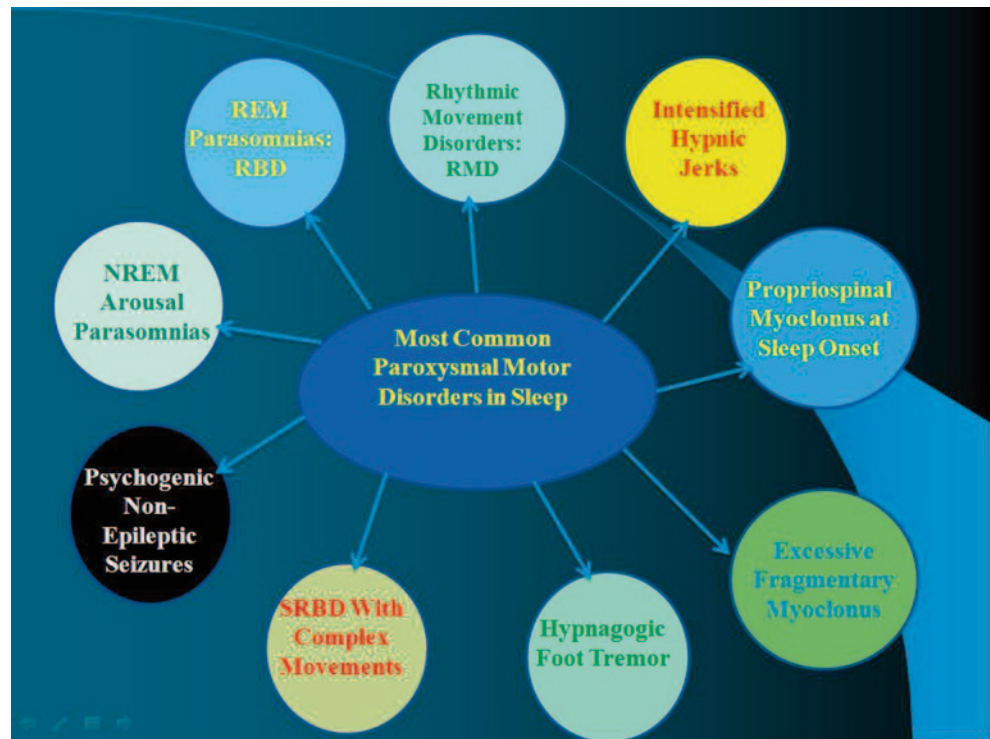 Most Common
Paroxysmal Motor
Disorders in Sleep
REM
Parasomnias:
RBD
Rhythmic
Movement
Disorders:
RMD
Intensified
Hypnic
Jerks
Propriospinal
Myoclonus at
Sleep Onset
Excessive
Fragmentary
Myoclonus
Hypnagogic
Foot Tremor
SRBD With
Complex
Movements
Psychogenic
Non-
Epileptic
Seizures
NREM
Arousal
Parasomnias